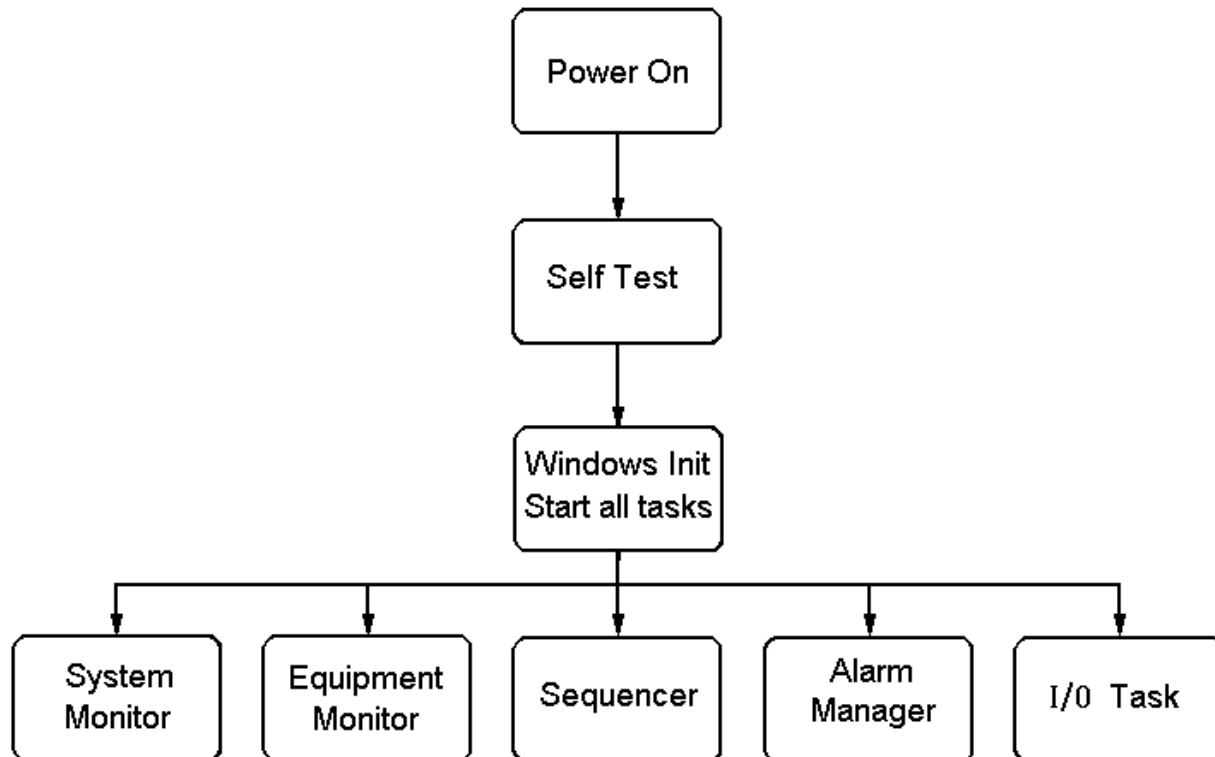 Power On
Self Test
Windows Init
Start all tasks
System
Monitor
Equipment
Monitor
Sequencer
Alarm
Manager
I/0 Task